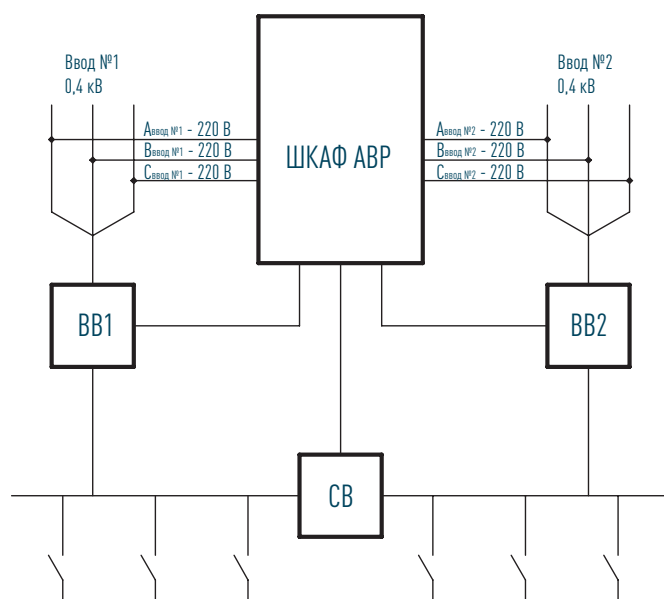 Ввод №1
0,4 кВ
Ввод №2
0,4 кВ
Aввод №1 - 220 В
Bввод №1 - 220 В
Cввод №1 - 220 В
ШКАФ АВР
Aввод №2 - 220 В
Bввод №2 - 220 В
Cввод №2 - 220 В
ВВ1
ВВ2
СВ